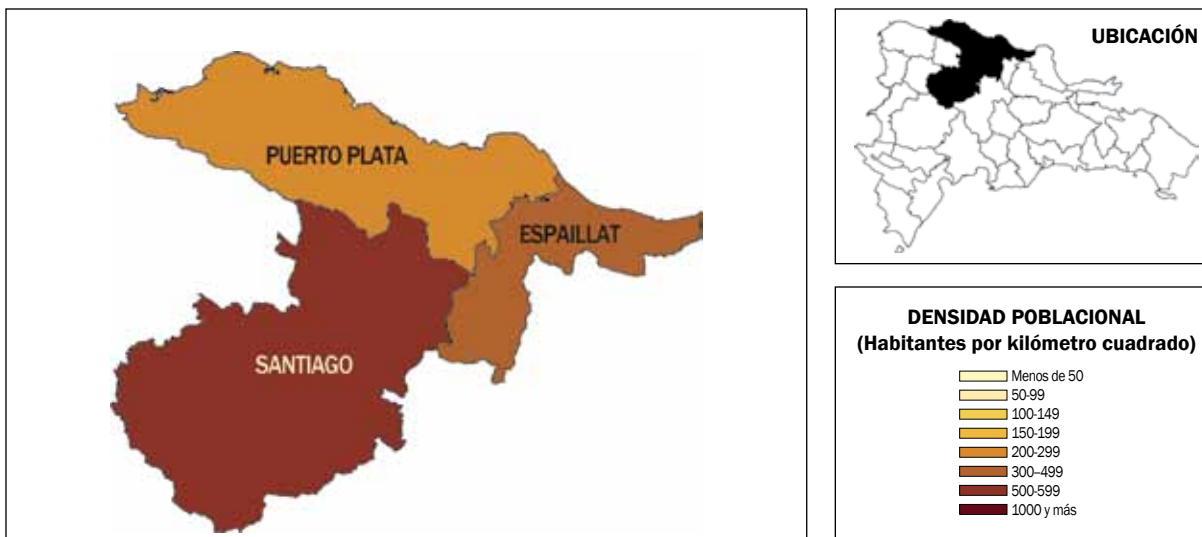 PUERTO PLATA
ESPAILLAT
SANTIAGO
UBICACIÓN
DENSIDAD POBLACIONAL
(Habitantes por kilómetro cuadrado)
Menos de 50
50-99
100-149
150-199
200-299
300–499
500-599
1000 y más